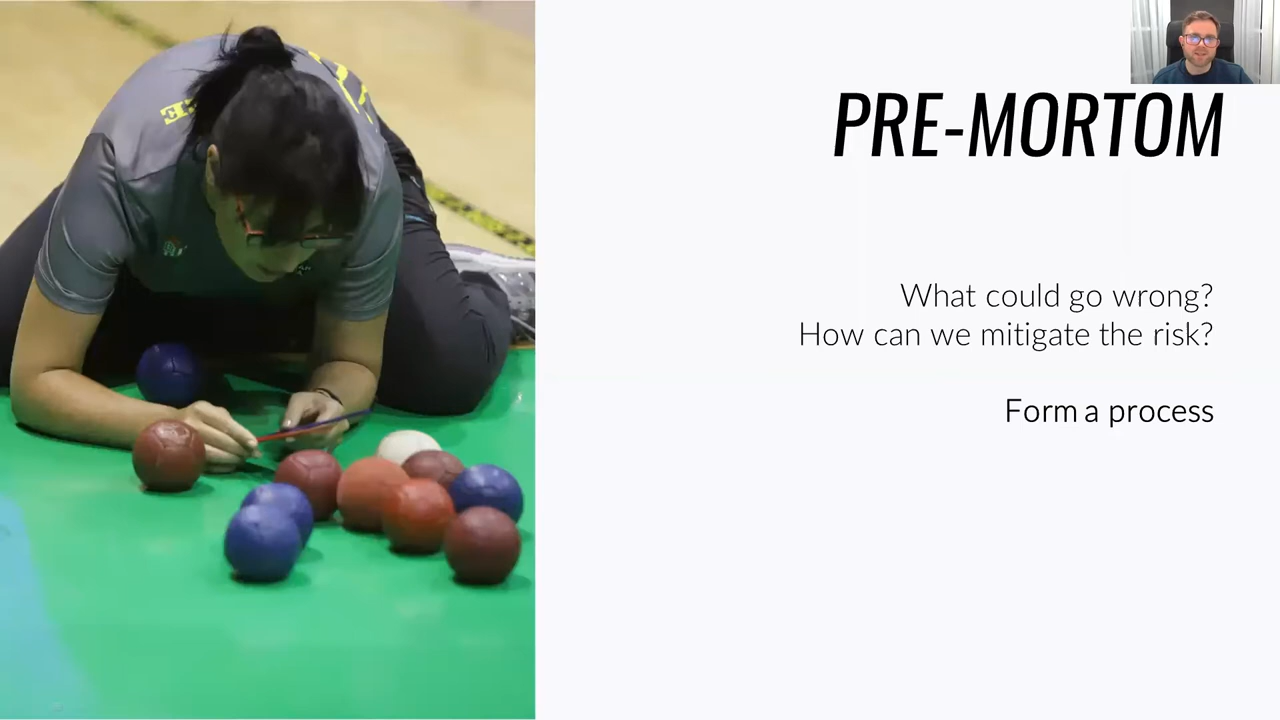 PRE-MORTOM
What could go wrong?
How can we mitigate the risk?
Form a process